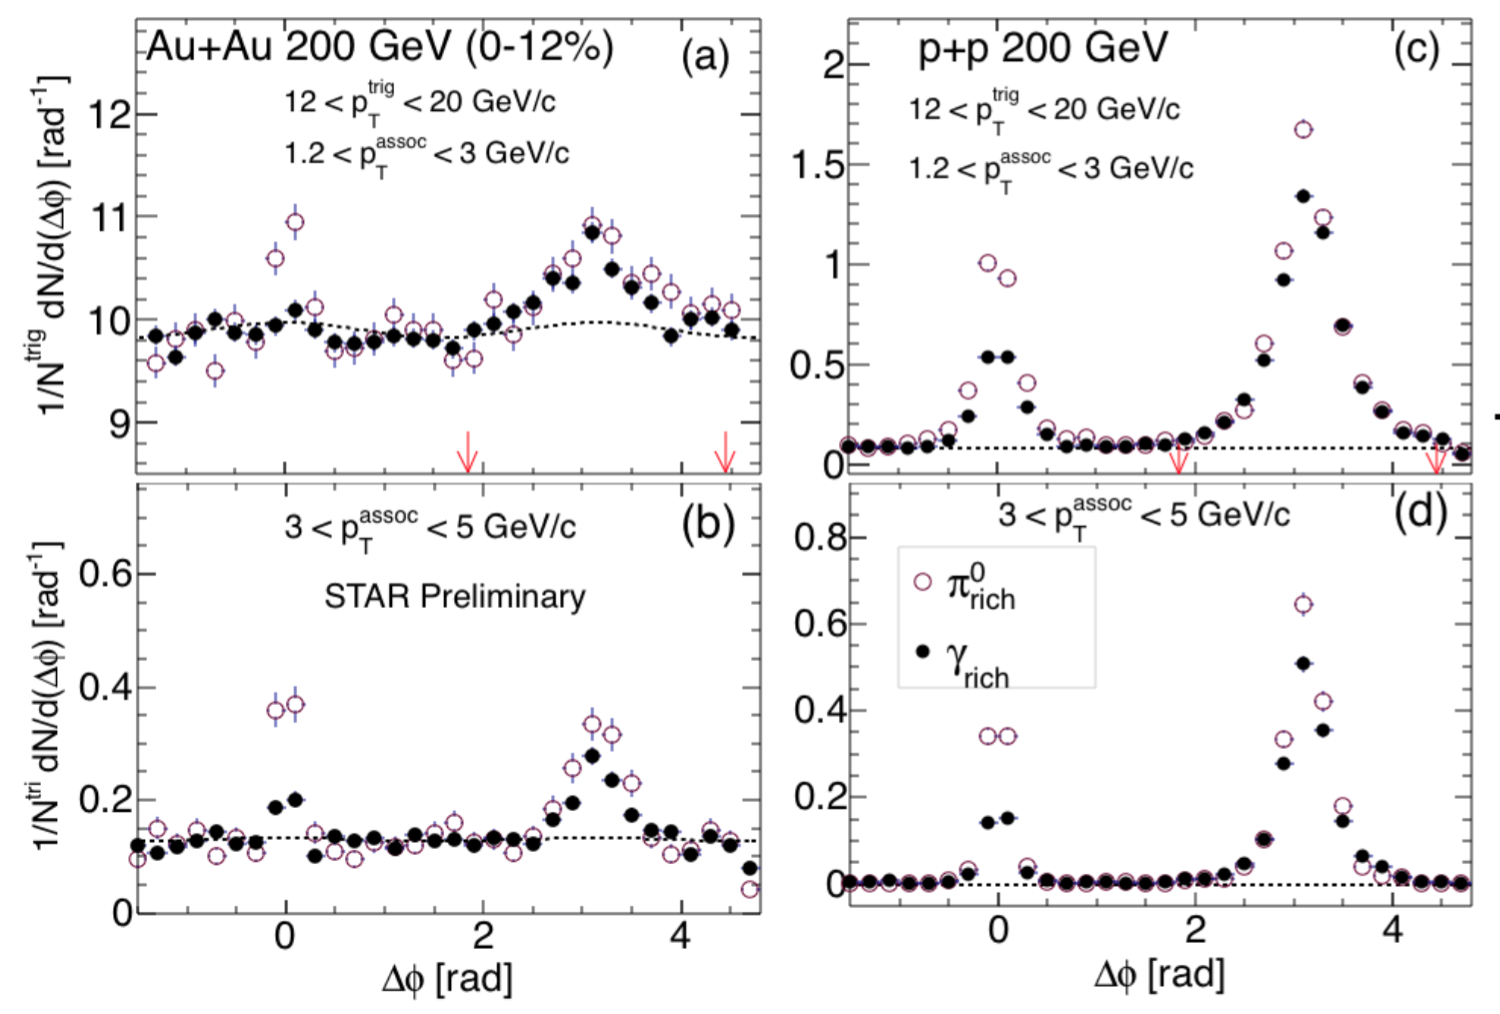 Au+Au 200 GeV (0-12%) (a)
12 < p_T^trig < 20 GeV/c
1.2 < p_T^assoc < 3 GeV/c
1/N^trig dN/d(Δϕ) [rad⁻¹]
12
11
10
9
p+p 200 GeV (c)
12 < p_T^trig < 20 GeV/c
1.2 < p_T^assoc < 3 GeV/c
2
1.5
1
0.5
0
3 < p_T^assoc < 5 GeV/c (b)
STAR Preliminary
1/N^tri dN/d(Δϕ) [rad⁻¹]
0.6
0.4
0.2
0
0 2 4
Δϕ [rad]
3 < p_T^assoc < 5 GeV/c (d)
π⁰_rich
γ_rich
0.8
0.6
0.4
0.2
0
0 2 4
Δϕ [rad]